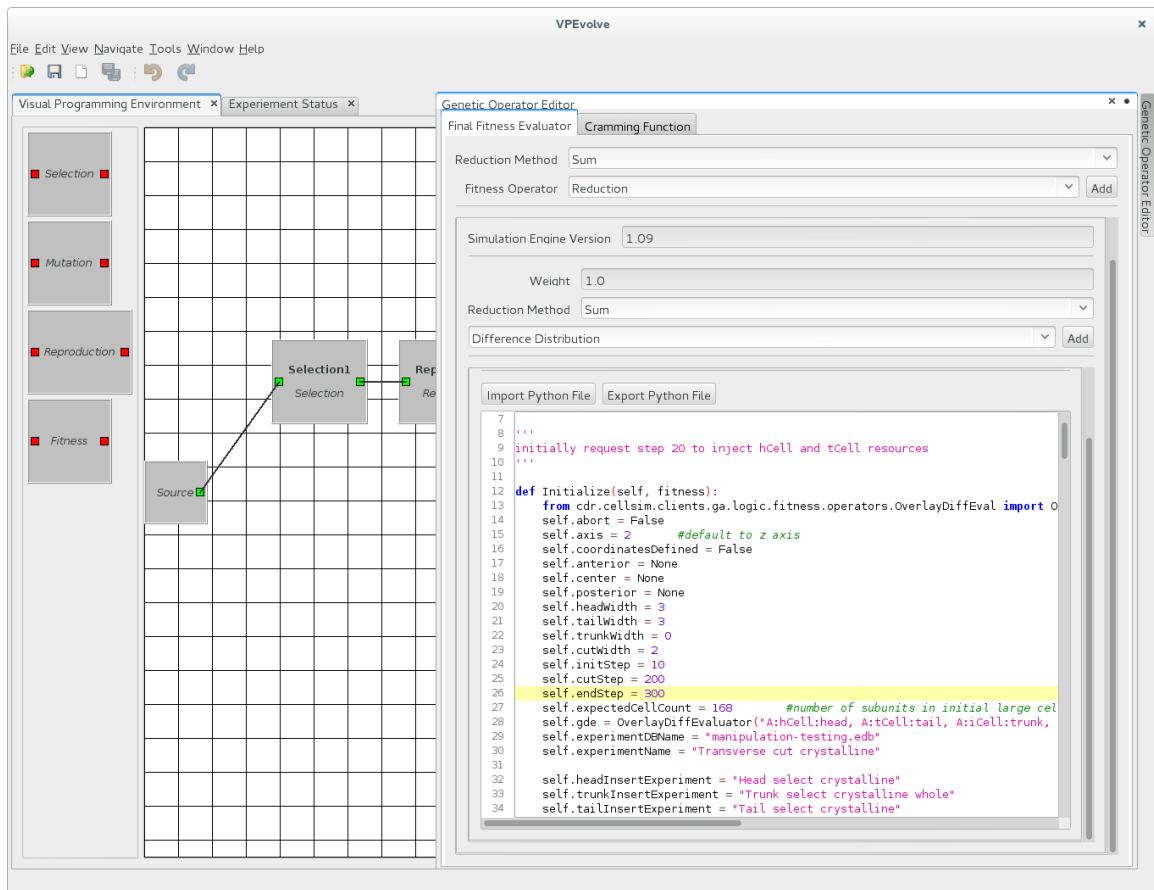 VPEvolve
File Edit View Navigate Tools Window Help
Visual Programming Environment
Experiement Status
Selection
Mutation
Reproduction
Fitness
Source
Selection1
Selection
Rep
Re
Genetic Operator Editor
Genetic Operator Editor
Final Fitness Evaluator
Cramming Function
Reduction Method Sum
Fitness Operator Reduction Add
Simulation Engine Version 1.09
Weight 1.0
Reduction Method Sum
Difference Distribution Add
Import Python File Export Python File
7
8 '''
9 initially request step 20 to inject hCell and tCell resources
10 '''
11
12 def Initialize(self, fitness):
13 from cdr.cellsim.clients.ga.logic.fitness.operators.OverlayDiffEval import O
14 self.abort = False
15 self.axis = 2 #default to z axis
16 self.coordinatesDefined = False
17 self.anterior = None
18 self.center = None
19 self.posterior = None
20 self.headWidth = 3
21 self.tailWidth = 3
22 self.trunkWidth = 0
23 self.cutWidth = 2
24 self.initStep = 10
25 self.cutStep = 200
26 self.endStep = 300
27 self.expectedCellCount = 168 #number of subunits in initial large cel
28 self.gde = OverlayDiffEvaluator("A:hCell:head, A:tCell:tail, A:iCell:trunk,
29 self.experimentDBName = "manipulation-testing.edb"
30 self.experimentName = "Transverse cut crystalline"
31
32 self.headInsertExperiment = "Head select crystalline"
33 self.trunkInsertExperiment = "Trunk select crystalline whole"
34 self.tailInsertExperiment = "Tail select crystalline"